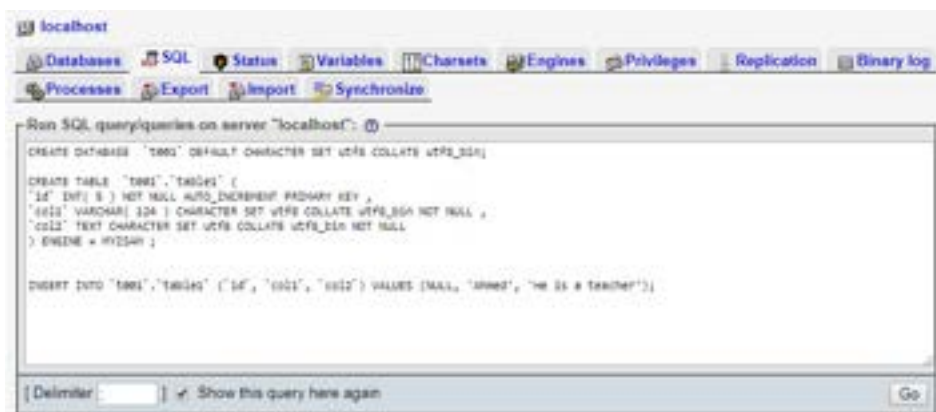 localhost
Databases SQL Status Variables Charsets Engines Privileges Replication Binary log
Processes Export Import Synchronize
Run SQL query/queries on server "localhost":
CREATE DATABASE `t001` DEFAULT CHARACTER SET utf8 COLLATE utf8_bin;
CREATE TABLE `t001`.`table1` (
`id` INT( 5 ) NOT NULL AUTO_INCREMENT PRIMARY KEY ,
`col1` VARCHAR( 124 ) CHARACTER SET utf8 COLLATE utf8_bin NOT NULL ,
`col2` TEXT CHARACTER SET utf8 COLLATE utf8_bin NOT NULL
) ENGINE = MYISAM ;
INSERT INTO `t001`.`table1` (`id`, `col1`, `col2`) VALUES (NULL, 'Ahmed', 'He is a teacher');
[ Delimiter ; ] Show this query here again Go